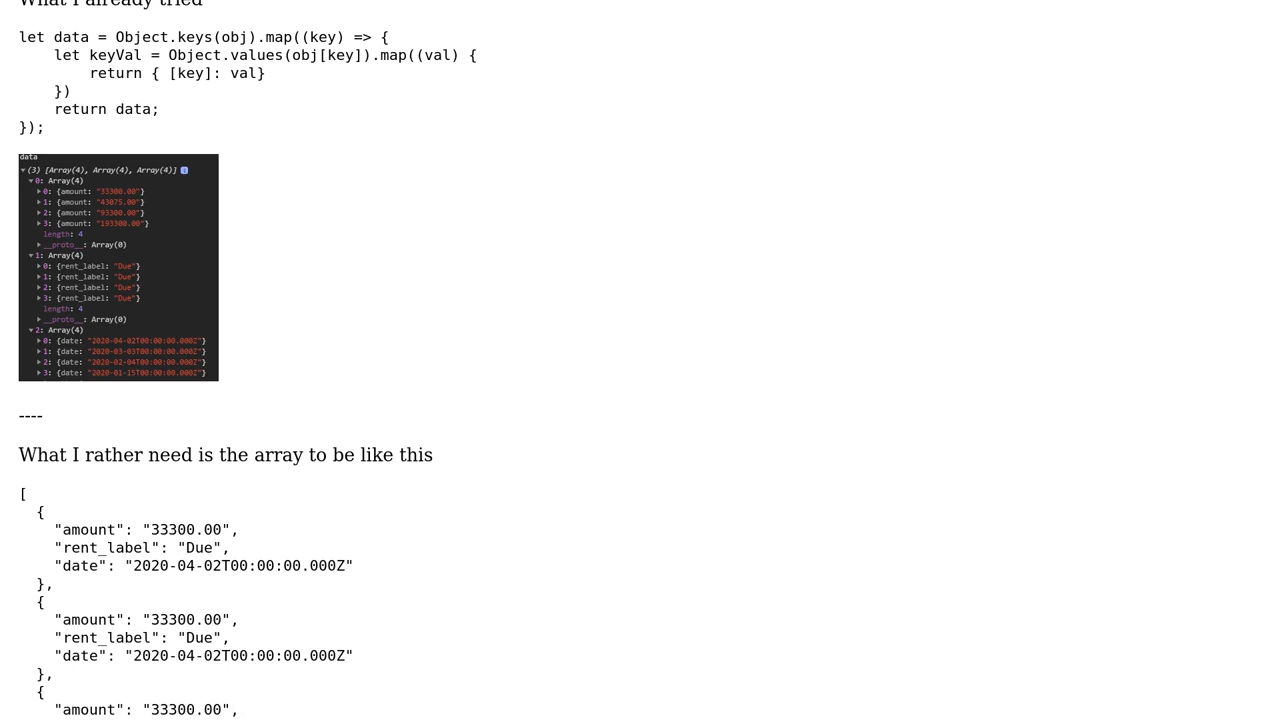 What I already tried
let data = Object.keys(obj).map((key) => {
    let keyVal = Object.values(obj[key]).map((val) {
        return { [key]: val}
    })
    return data;
});
data
(3) [Array(4), Array(4), Array(4)]
0: Array(4)
0: {amount: "33300.00"}
1: {amount: "43075.00"}
2: {amount: "93300.00"}
3: {amount: "193300.00"}
length: 4
__proto__: Array(0)
1: Array(4)
0: {rent_label: "Due"}
1: {rent_label: "Due"}
2: {rent_label: "Due"}
3: {rent_label: "Due"}
length: 4
__proto__: Array(0)
2: Array(4)
0: {date: "2020-04-02T00:00:00.000Z"}
1: {date: "2020-03-03T00:00:00.000Z"}
2: {date: "2020-02-04T00:00:00.000Z"}
3: {date: "2020-01-15T00:00:00.000Z"}
----
What I rather need is the array to be like this
[
  {
    "amount": "33300.00",
    "rent_label": "Due",
    "date": "2020-04-02T00:00:00.000Z"
  },
  {
    "amount": "33300.00",
    "rent_label": "Due",
    "date": "2020-04-02T00:00:00.000Z"
  },
  {
    "amount": "33300.00",